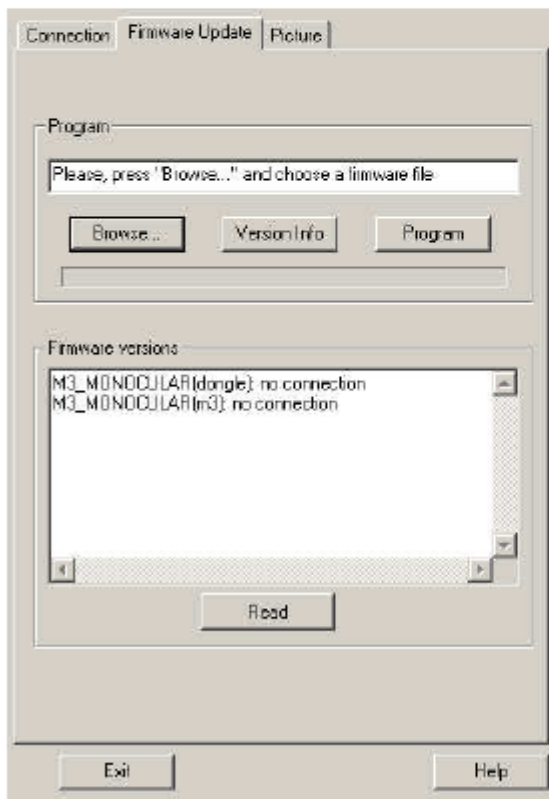 Connection Firmware Update Picture
Program
Please, press "Browse..." and choose a firmware file
Browse... Version Info Program
Firmware versions
M3_MONOCULAR(dongle): no connection
M3_MONOCULAR(m3): no connection
Read
Exit Help